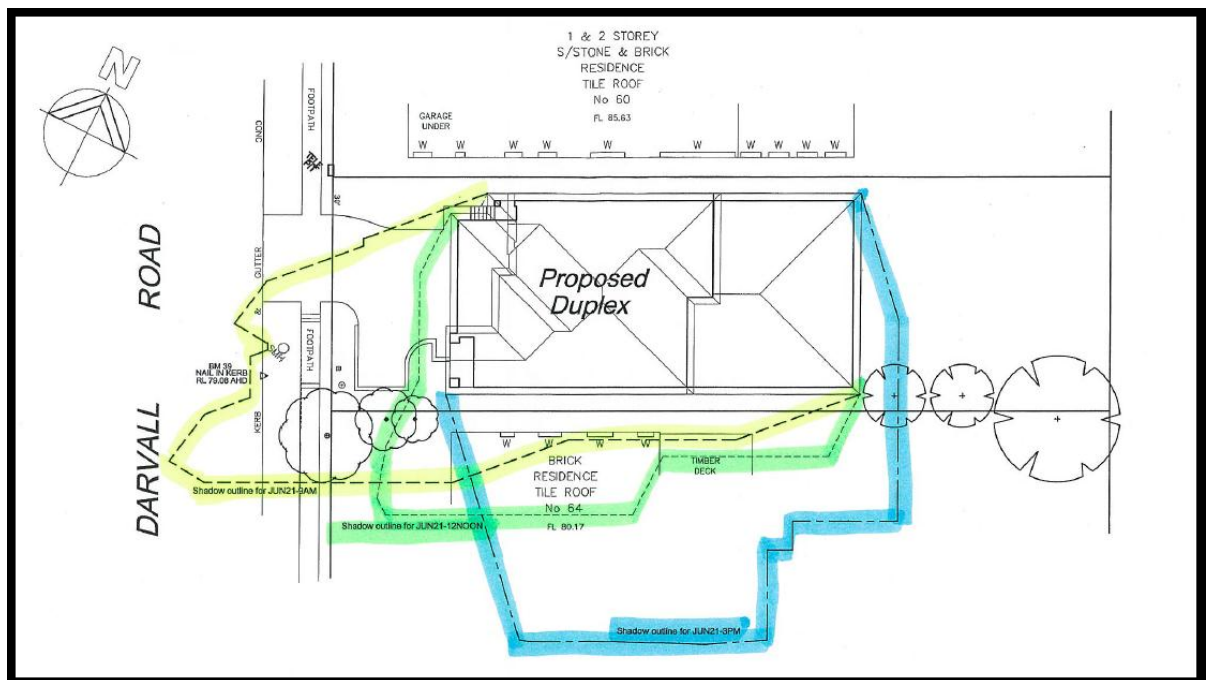 1 & 2 STOREY
S/STONE & BRICK
RESIDENCE
TILE ROOF
No 60
FL 85.63
N
CONC
FOOTPATH
GARAGE
UNDER
W
W
W
W
W
W
W
W
W
W
ROAD
GUTTER
&
Proposed
Duplex
SMH
FOOTPATH
BM 39
NAIL IN KERB
RL 79.08 AHD
DARVALL
KERB
W
W
W
W
BRICK
RESIDENCE
TILE ROOF
No 64
FL 80.17
TIMBER
DECK
Shadow outline for JUN21-9AM
Shadow outline for JUN21-12NOON
Shadow outline for JUN21-3PM